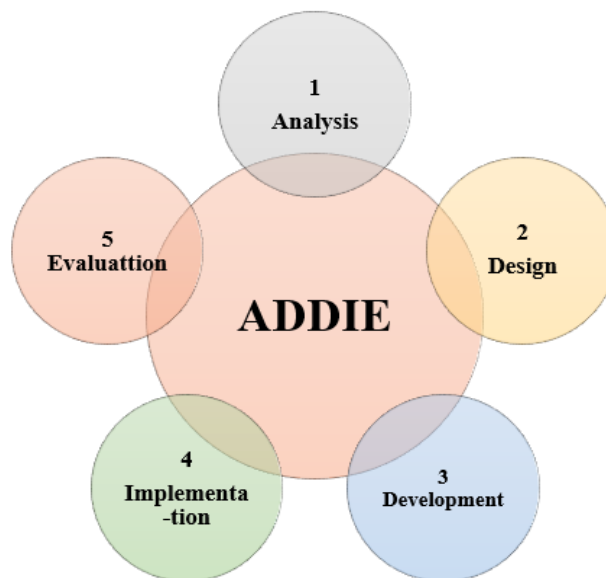 1
Analysis
5
Evaluattion
2
Design
ADDIE
4
Implementa
-tion
3
Development